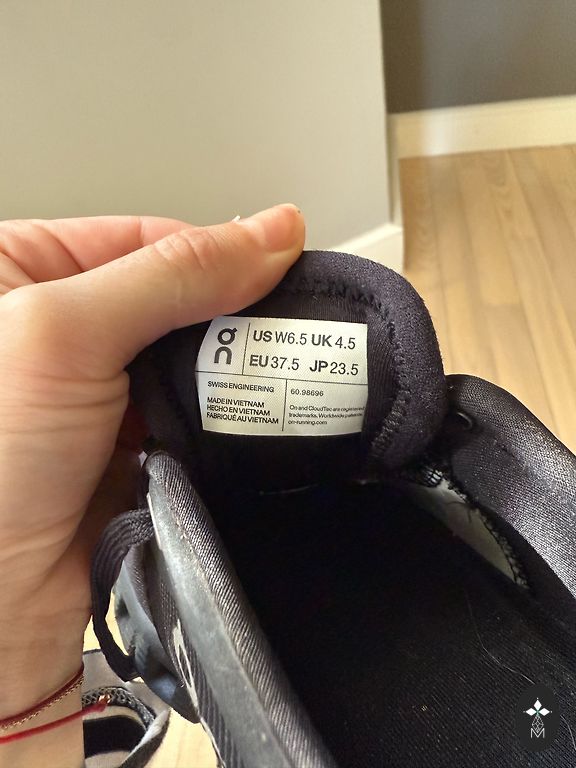 on
US W6.5 UK 4.5
EU 37.5 JP 23.5
SWISS ENGINEERING
60.98696
MADE IN VIETNAM
HECHO EN VIETNAM
FABRIQUÉ AU VIETNAM
On and CloudTec are registered
trademarks. Worldwide patents
on-running.com
M